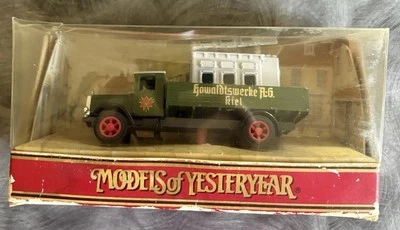 Howaldtswerke A.G.
Kiel
MODELS of YESTERYEAR